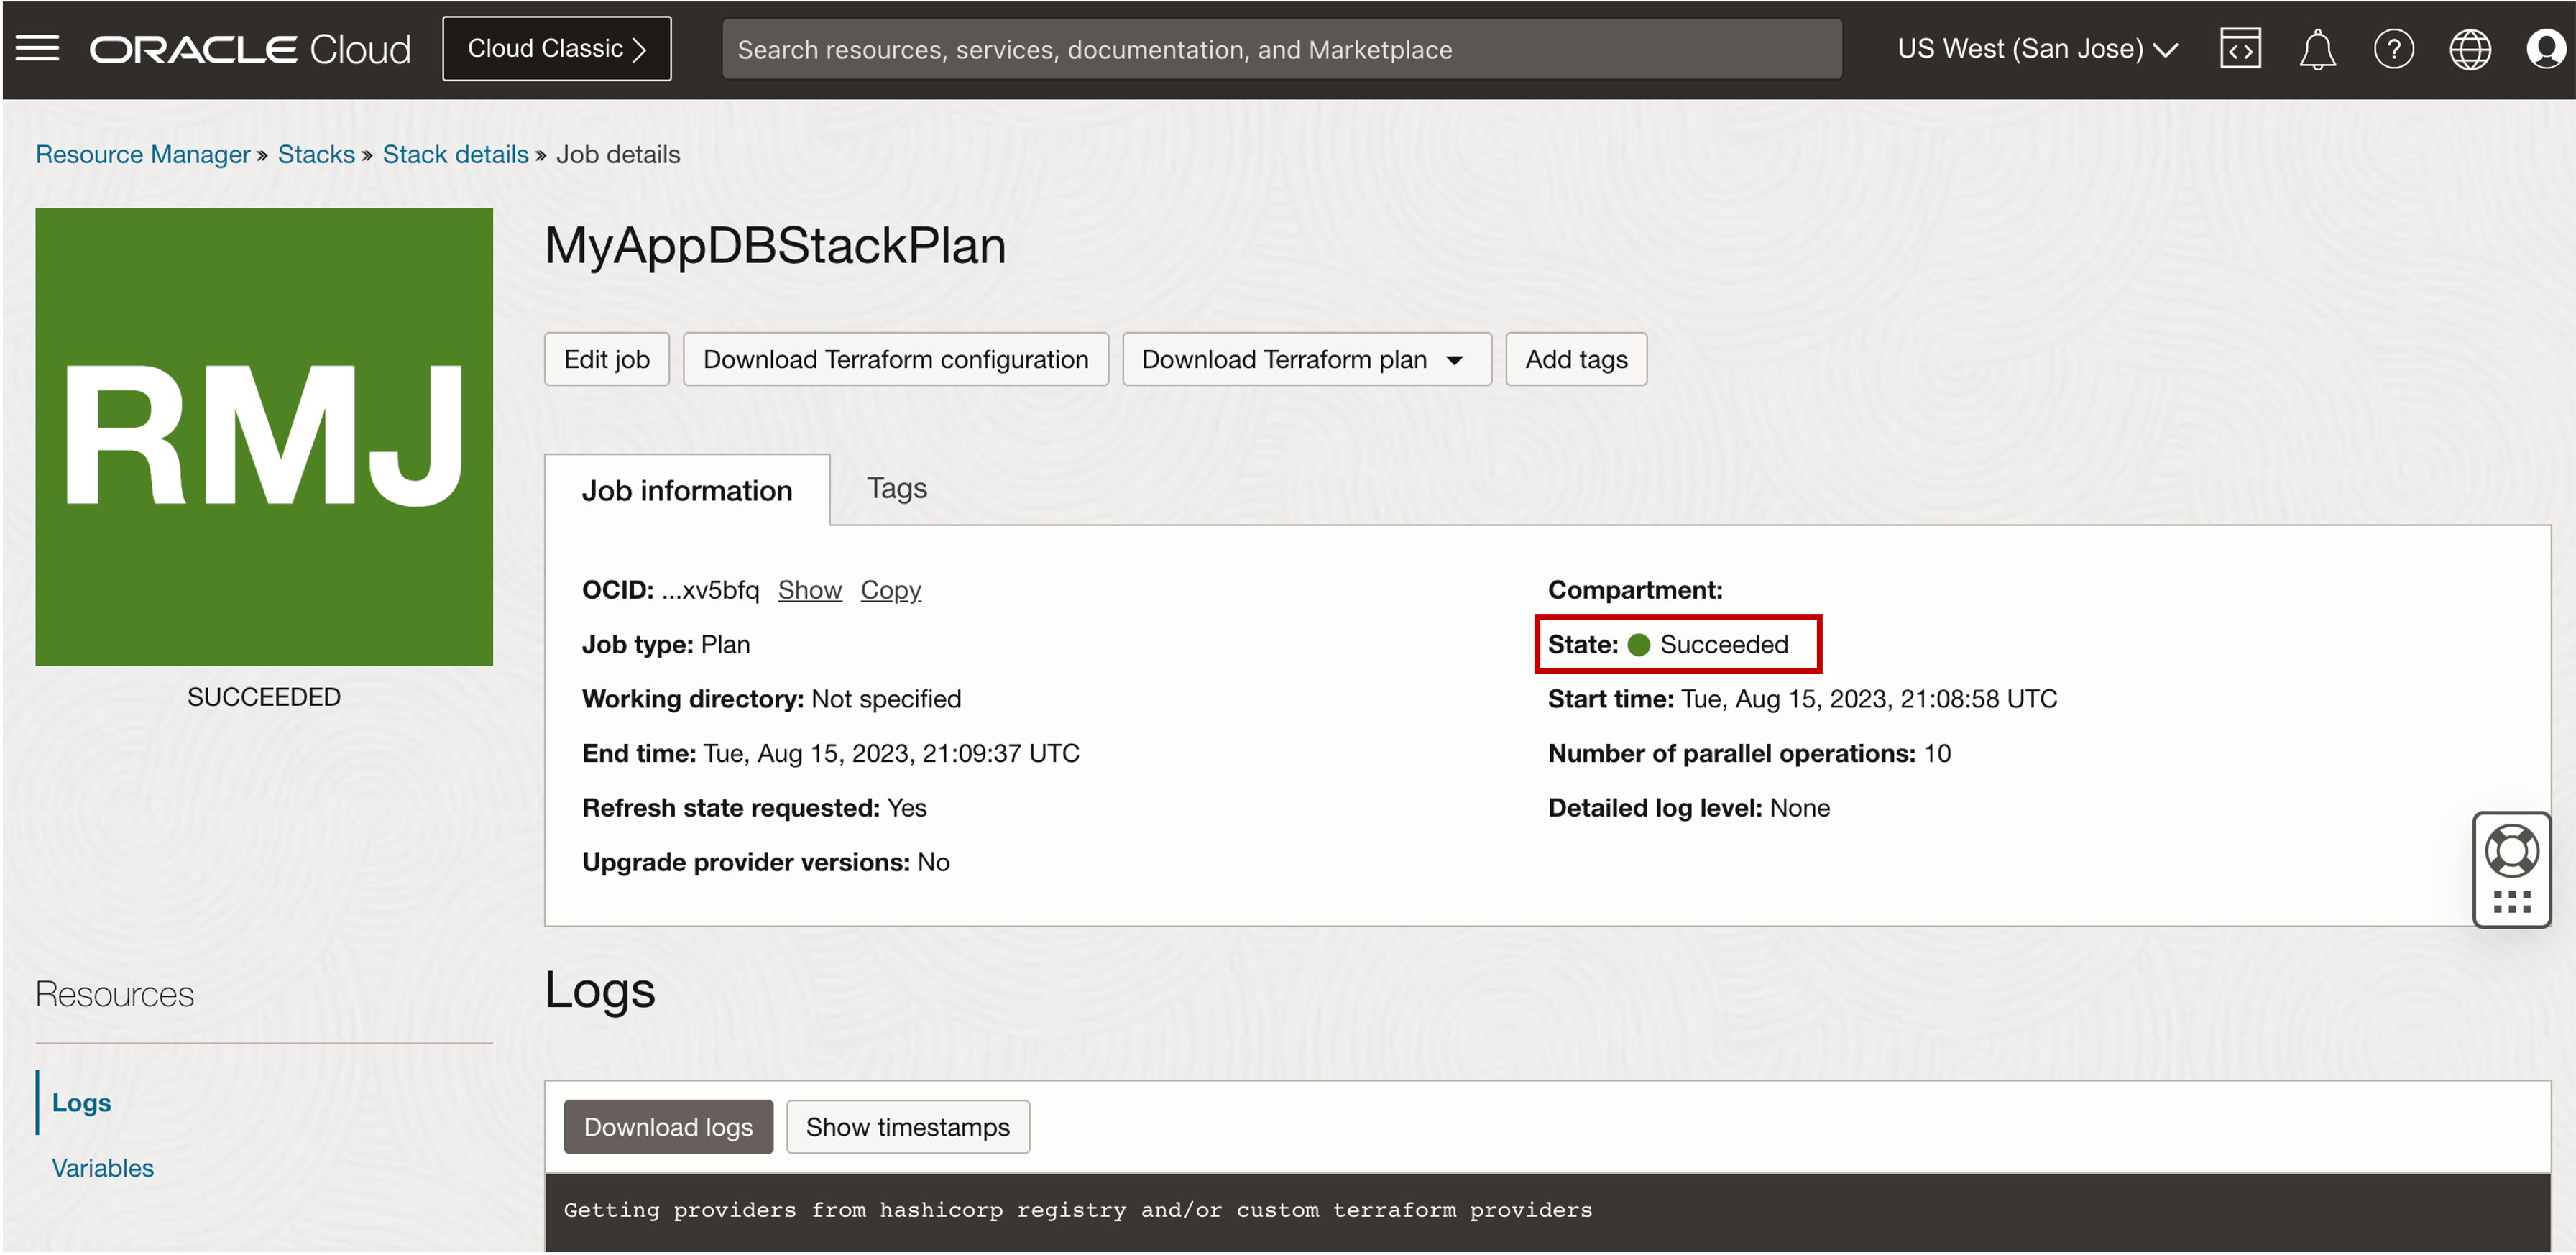 ORACLE Cloud
Cloud Classic
Search resources, services, documentation, and Marketplace
US West (San Jose)
Resource Manager » Stacks » Stack details » Job details
RMJ
SUCCEEDED
MyAppDBStackPlan
Edit job
Download Terraform configuration
Download Terraform plan
Add tags
Job information
Tags
OCID: ...xv5bfq Show Copy
Job type: Plan
Working directory: Not specified
End time: Tue, Aug 15, 2023, 21:09:37 UTC
Refresh state requested: Yes
Upgrade provider versions: No
Compartment:
State: Succeeded
Start time: Tue, Aug 15, 2023, 21:08:58 UTC
Number of parallel operations: 10
Detailed log level: None
Resources
Logs
Variables
Logs
Download logs
Show timestamps
Getting providers from hashicorp registry and/or custom terraform providers